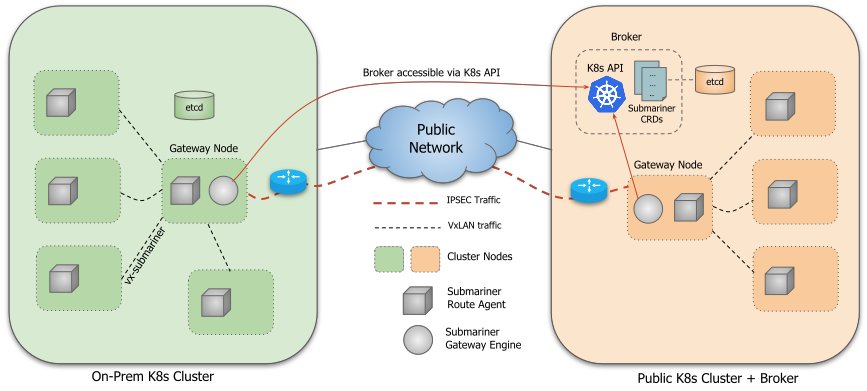 Broker
K8s API
etcd
Submariner
CRDs
Broker accessible via K8s API
etcd
Public
Network
Gateway Node
Gateway Node
vx-submariner
IPSEC Traffic
VxLAN traffic
Cluster Nodes
Submariner
Route Agent
Submariner
Gateway Engine
On-Prem K8s Cluster
Public K8s Cluster + Broker